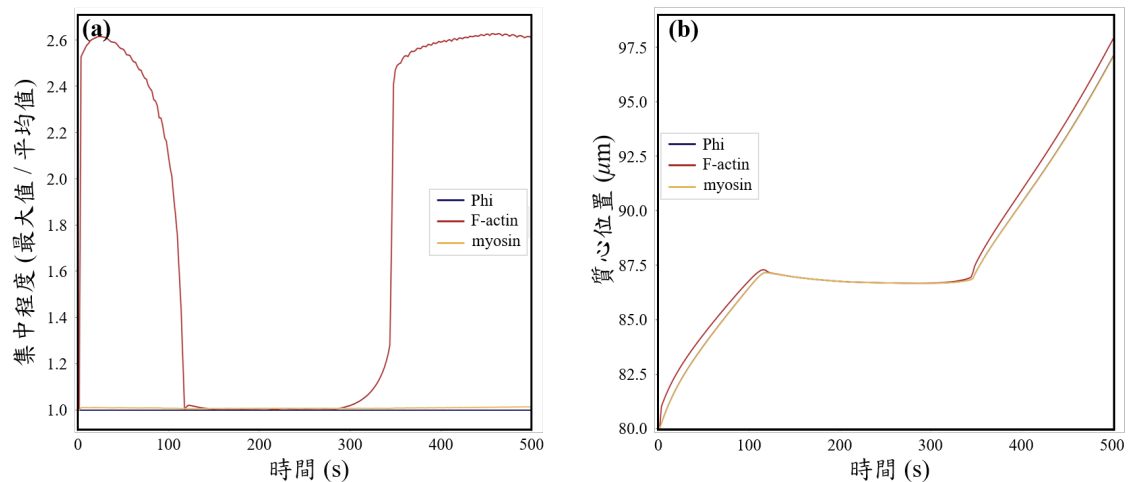 (a)
集中程度 (最大值 / 平均值)
2.6
2.4
2.2
2.0
1.8
1.6
1.4
1.2
1.0
Phi
F-actin
myosin
0 100 200 300 400 500
時間 (s)
(b)
質心位置 (μm)
97.5
95.0
92.5
90.0
87.5
85.0
82.5
80.0
Phi
F-actin
myosin
0 100 200 300 400 500
時間 (s)